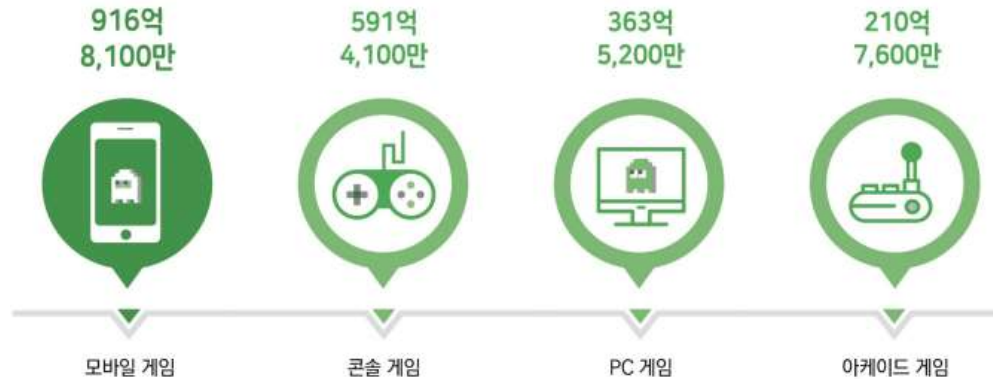 916억
8,100만
591억
4,100만
363억
5,200만
210억
7,600만
모바일 게임
콘솔 게임
PC 게임
아케이드 게임